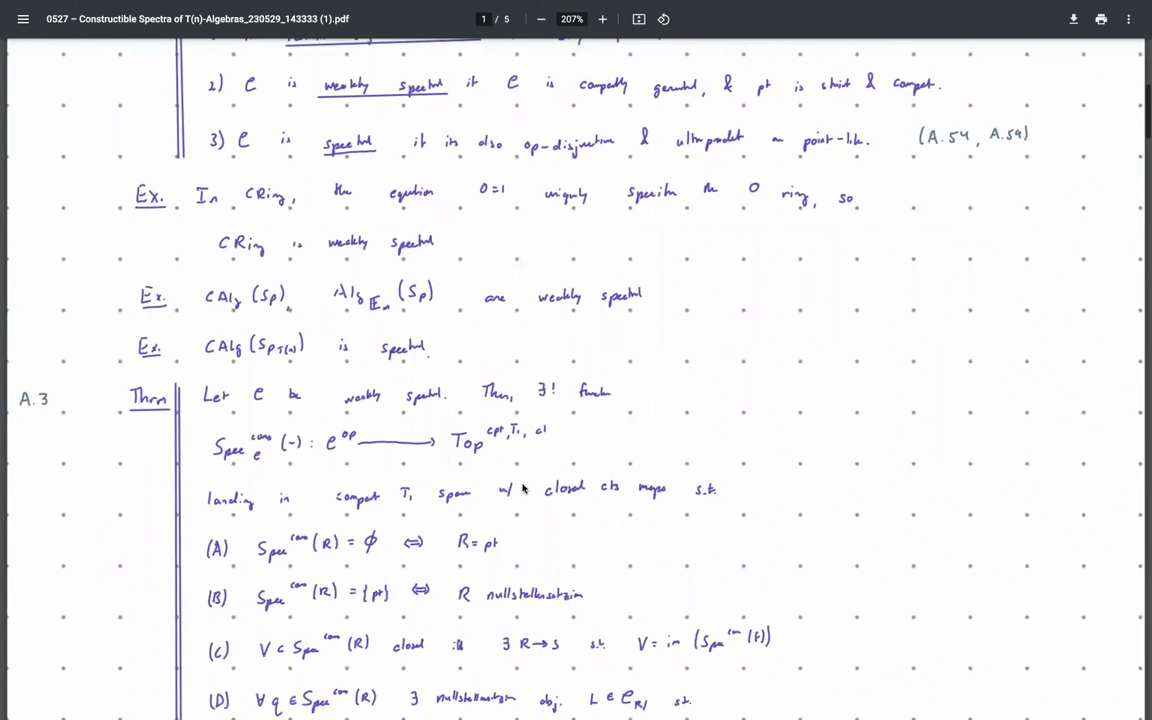 0527 – Constructible Spectra of T(n)-Algebras_230529_143333 (1).pdf
1 / 5
207%
2) C is weakly spectral if C is compactly generated, & pt is strict & compact.
3) C is spectral if its also op-disjunctive & ultraproduct are point-like. (A.54, A.59)
Ex. In CRing, the equation 0=1 uniquely specifies the 0 ring, so
CRing is weakly spectral
Ex. CAlg(Sp), Alg_{E_n}(Sp) are weakly spectral
Ex. CAlg(Sp_{T(n)}) is spectral.
A.3 Thm Let C be weakly spectral. Then, ∃! functor
Spec_C^{cons}(-) : C^{op} → Top^{cpt, T_1, cl}
landing in compact T_1 spaces w/ closed cts maps s.t.
(A) Spec^{cons}(R) = ∅ ⇔ R = pt
(B) Spec^{cons}(R) = {pt} ⇔ R nullstellensatzian
(C) V ⊂ Spec^{cons}(R) closed iff ∃ R→S s.t. V = im (Spec^{cons}(f))
(D) ∀ q ∈ Spec^{cons}(R) ∃ nullstellensatzian obj. L ∈ C_{R/} s.t.